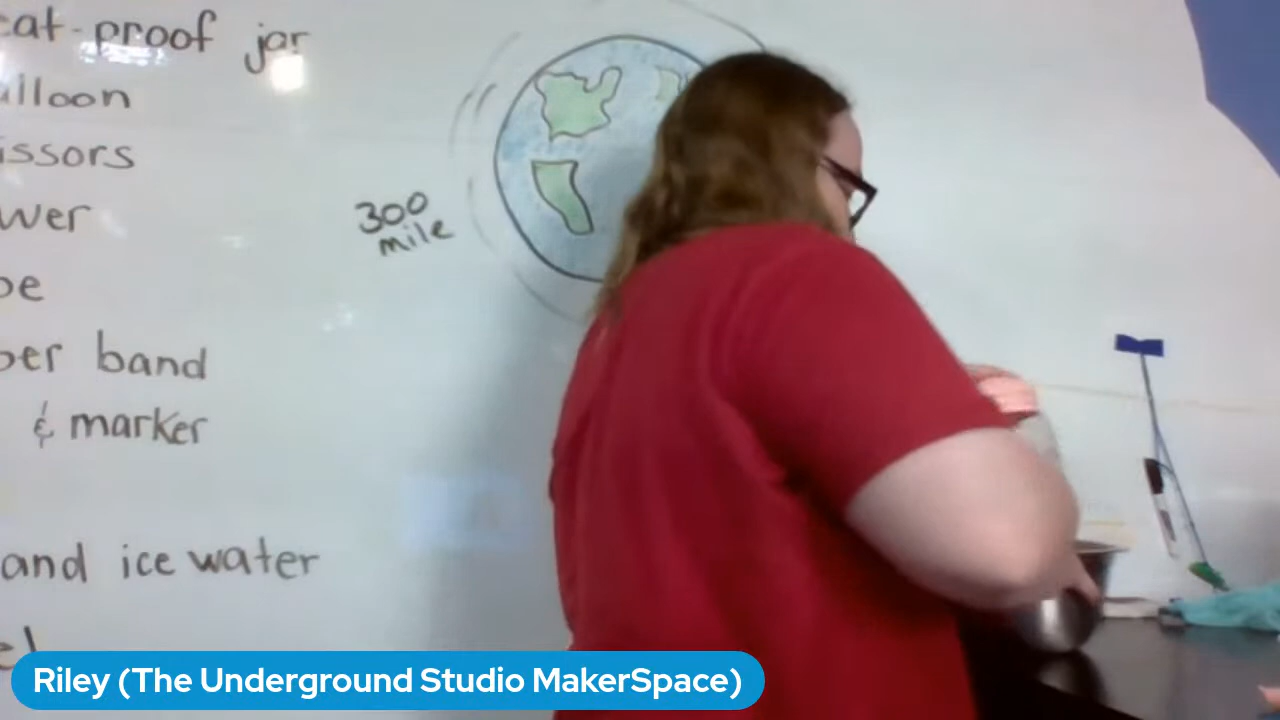 eat-proof jar
alloon
issors
wer
pe
ber band
& marker
300
mile
and ice water
el
Riley (The Underground Studio MakerSpace)